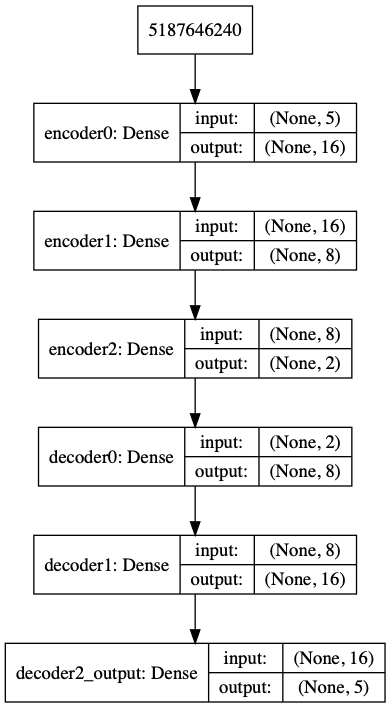 5187646240
encoder0: Dense
input: (None, 5)
output: (None, 16)
encoder1: Dense
input: (None, 16)
output: (None, 8)
encoder2: Dense
input: (None, 8)
output: (None, 2)
decoder0: Dense
input: (None, 2)
output: (None, 8)
decoder1: Dense
input: (None, 8)
output: (None, 16)
decoder2_output: Dense
input: (None, 16)
output: (None, 5)